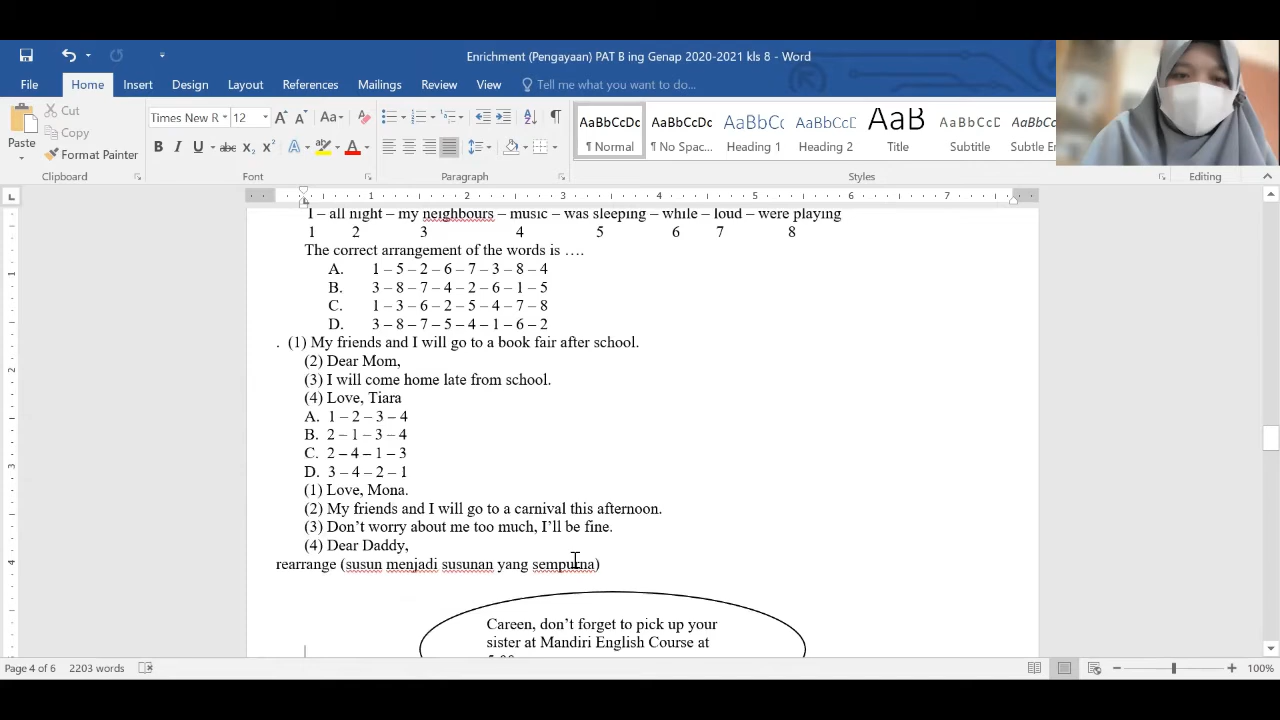 Enrichment (Pengayaan) PAT B ing Genap 2020-2021 kls 8 - Word
File Home Insert Design Layout References Mailings Review View Tell me what you want to do...
Cut
Copy
Paste
Format Painter
Clipboard
Times New R 12
Font
Paragraph
AaBbCcDc AaBbCcDc AaBbCc AaBbCcD AaB AaBbCcD
¶ Normal ¶ No Spac... Heading 1 Heading 2 Title Subtitle Subtle
Styles
Editing
1 2 3 4 5 6 7
I – all night – my neighbours – music – was sleeping – while – loud – were playing
1 2 3 4 5 6 7 8
The correct arrangement of the words is ….
A. 1 – 5 – 2 – 6 – 7 – 3 – 8 – 4
B. 3 – 8 – 7 – 4 – 2 – 6 – 1 – 5
C. 1 – 3 – 6 – 2 – 5 – 4 – 7 – 8
D. 3 – 8 – 7 – 5 – 4 – 1 – 6 – 2
. (1) My friends and I will go to a book fair after school.
(2) Dear Mom,
(3) I will come home late from school.
(4) Love, Tiara
A. 1 – 2 – 3 – 4
B. 2 – 1 – 3 – 4
C. 2 – 4 – 1 – 3
D. 3 – 4 – 2 – 1
(1) Love, Mona.
(2) My friends and I will go to a carnival this afternoon.
(3) Don’t worry about me too much, I’ll be fine.
(4) Dear Daddy,
rearrange (susun menjadi susunan yang sempurna)
Careen, don’t forget to pick up your
sister at Mandiri English Course at
Page 4 of 6 2203 words 100%